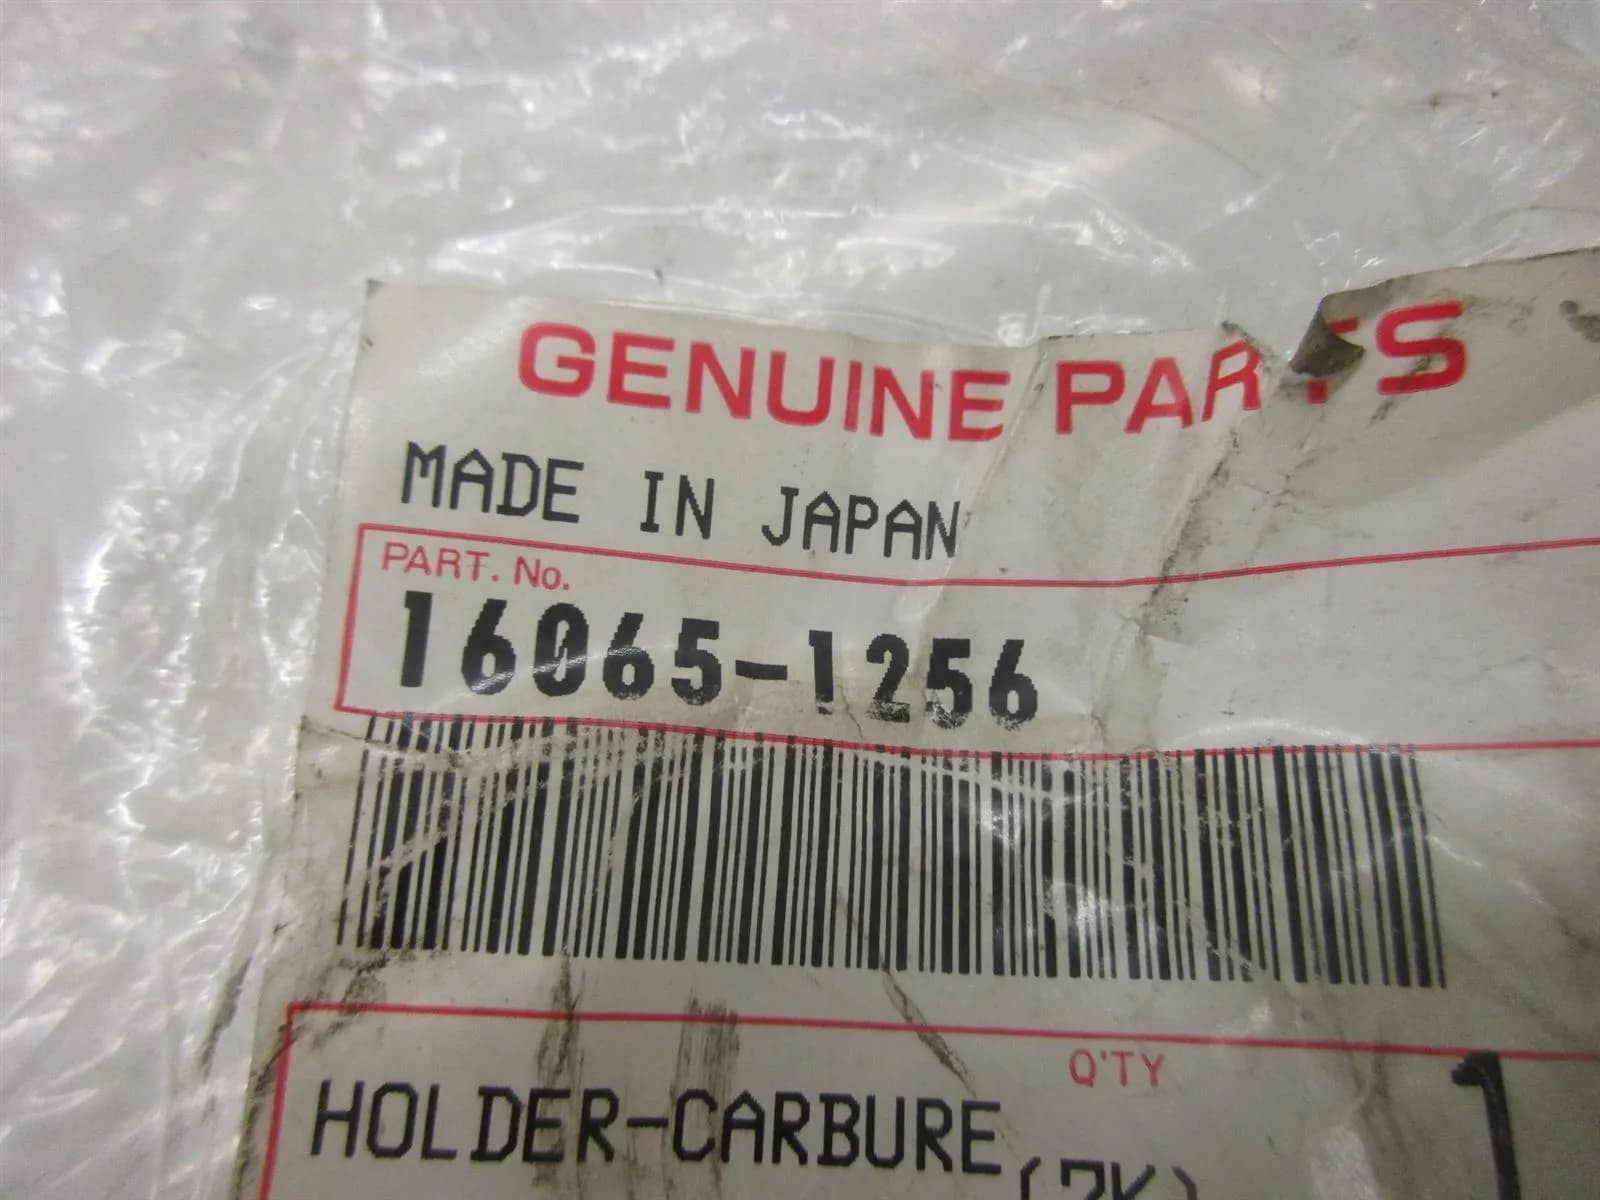 GENUINE PARTS
MADE IN JAPAN
PART. No.
16065-1256
Q'TY
HOLDER-CARBURE 1